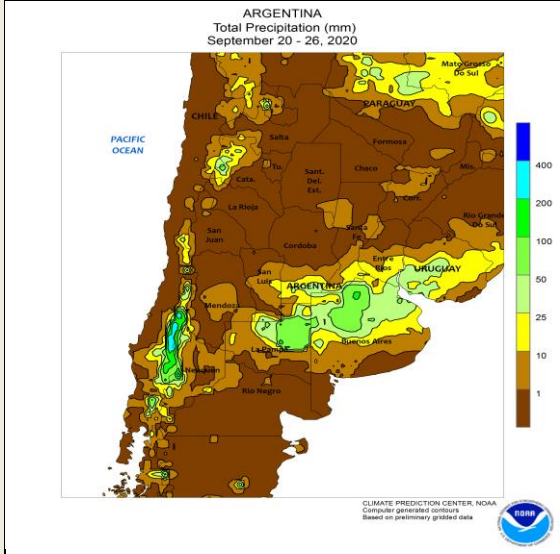 ARGENTINA
Total Precipitation (mm)
September 20 - 26, 2020
Mato Grosso
Do Sul
PARAGUAY
CHILE
PACIFIC
OCEAN
Salta
Formosa
Tu.
Sant.
Del.
Est.
Chaco
Mis.
Cata.
Corr.
La Rioja
Rio Grande
Do Sul
San
Juan
Santa
Fe
Cordoba
Entre
Rios
URUGUAY
San
Luis
ARGENTINA
Mendoza
1
Buenos Aires
La Pampa
Neuquen
Rio Negro
400
200
100
50
25
10
1
CLIMATE PREDICTION CENTER, NOAA
Computer generated contours
Based on preliminary gridded data
NOAA